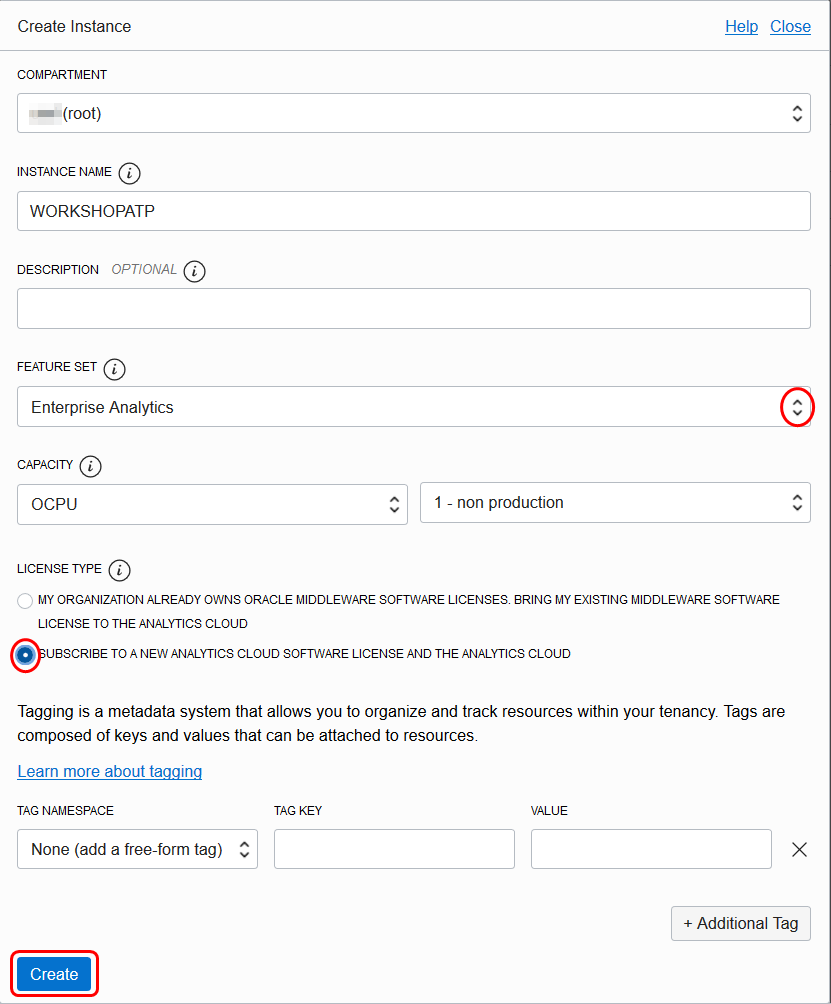 Create Instance
Help Close
COMPARTMENT
(root)
INSTANCE NAME
WORKSHOPATP
DESCRIPTION OPTIONAL
FEATURE SET
Enterprise Analytics
CAPACITY
OCPU
1 - non production
LICENSE TYPE
MY ORGANIZATION ALREADY OWNS ORACLE MIDDLEWARE SOFTWARE LICENSES. BRING MY EXISTING MIDDLEWARE SOFTWARE
LICENSE TO THE ANALYTICS CLOUD
SUBSCRIBE TO A NEW ANALYTICS CLOUD SOFTWARE LICENSE AND THE ANALYTICS CLOUD
Tagging is a metadata system that allows you to organize and track resources within your tenancy. Tags are
composed of keys and values that can be attached to resources.
Learn more about tagging
TAG NAMESPACE TAG KEY VALUE
None (add a free-form tag)
+ Additional Tag
Create